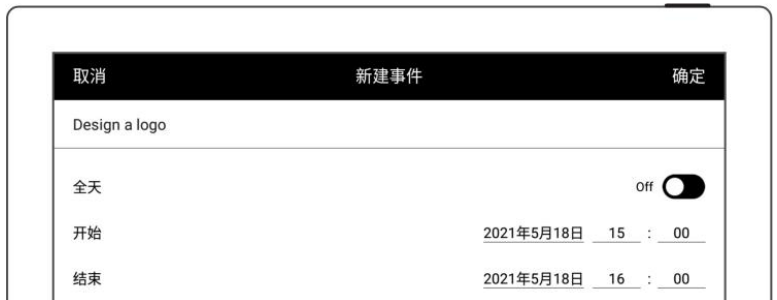 取消 新建事件 确定
Design a logo
全天 Off
开始 2021年5月18日 15 : 00
结束 2021年5月18日 16 : 00